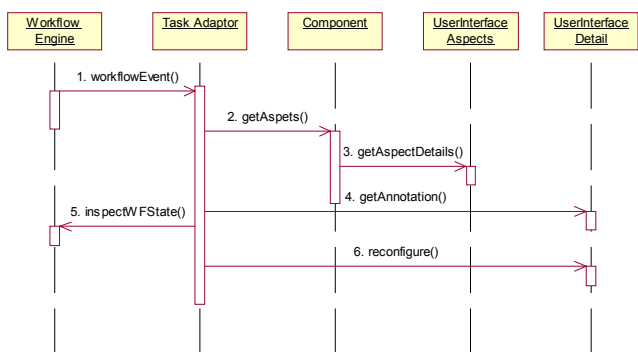 Workflow
Engine
Task Adaptor
Component
UserInterface
Aspects
UserInterface
Detail
1. workflowEvent()
2. getAspets()
3. getAspectDetails()
4. getAnnotation()
5. inspectWFState()
6. reconfigure()